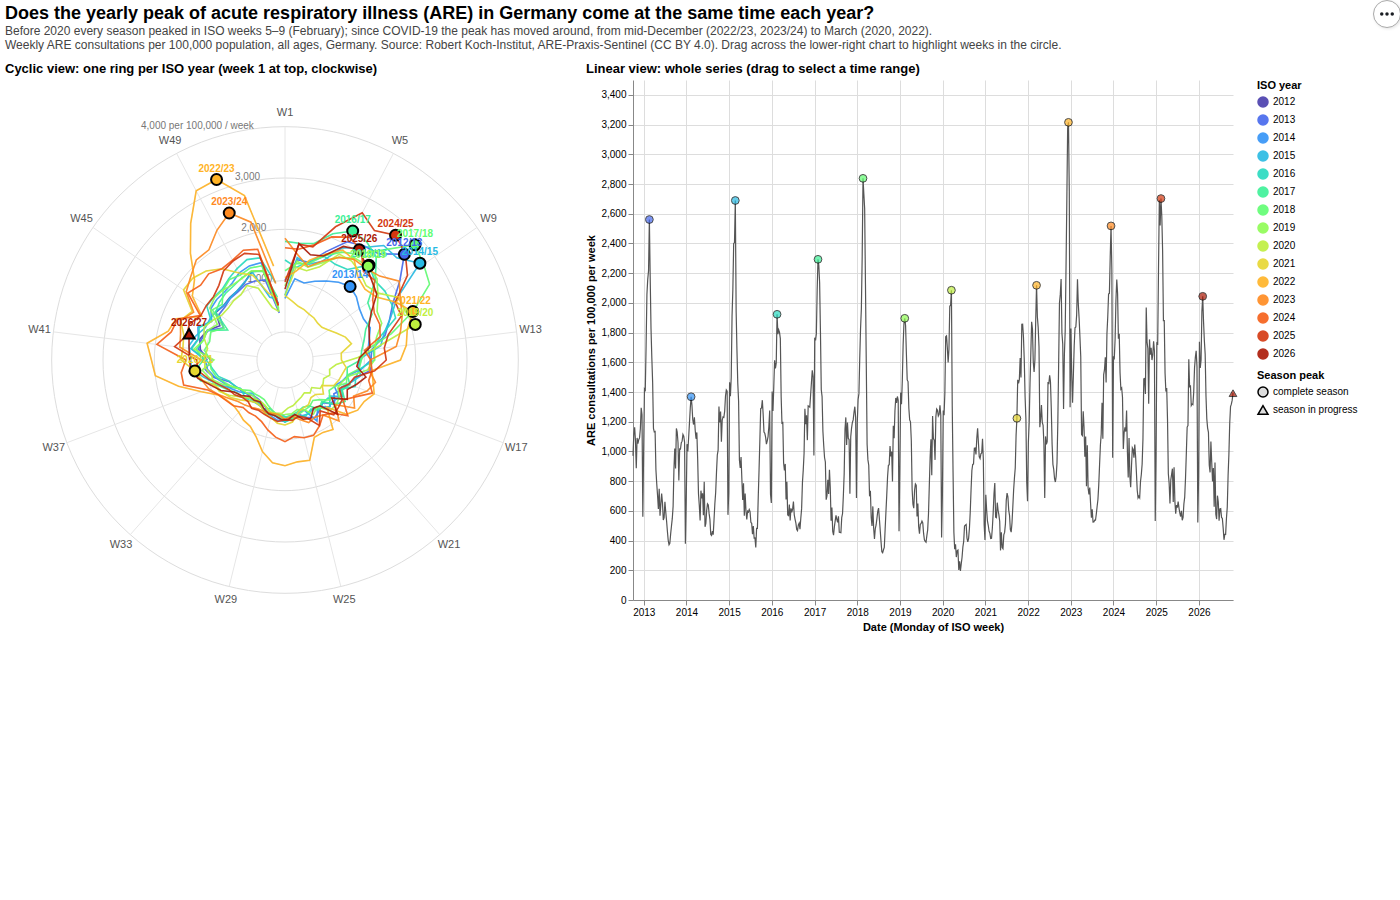 Does the yearly peak of acute respiratory illness (ARE) in Germany come at the same time each year?
Before 2020 every season peaked in ISO weeks 5–9 (February); since COVID-19 the peak has moved around, from mid-December (2022/23, 2023/24) to March (2020, 2022).
Weekly ARE consultations per 100,000 population, all ages, Germany. Source: Robert Koch-Institut, ARE-Praxis-Sentinel (CC BY 4.0). Drag across the lower-right chart to highlight weeks in the circle.
Cyclic view: one ring per ISO year (week 1 at top, clockwise)
W1
4,000 per 100,000 / week
W49
W5
2022/23
3,000
2023/24
W45
W9
2016/17
2024/25
2,000
2017/18
2025/26
2012/13
2014/15
2013/14
2021/22
2026/27
W41
W13
W37
W17
W33
W21
W29
W25
Linear view: whole series (drag to select a time range)
ARE consultations per 100,000 per week
3,400
3,200
3,000
2,800
2,600
2,400
2,200
2,000
1,800
1,600
1,400
1,200
1,000
800
600
400
200
0
2013 2014 2015 2016 2017 2018 2019 2020 2021 2022 2023 2024 2025 2026
Date (Monday of ISO week)
ISO year
2012
2013
2014
2015
2016
2017
2018
2019
2020
2021
2022
2023
2024
2025
2026
Season peak
complete season
season in progress